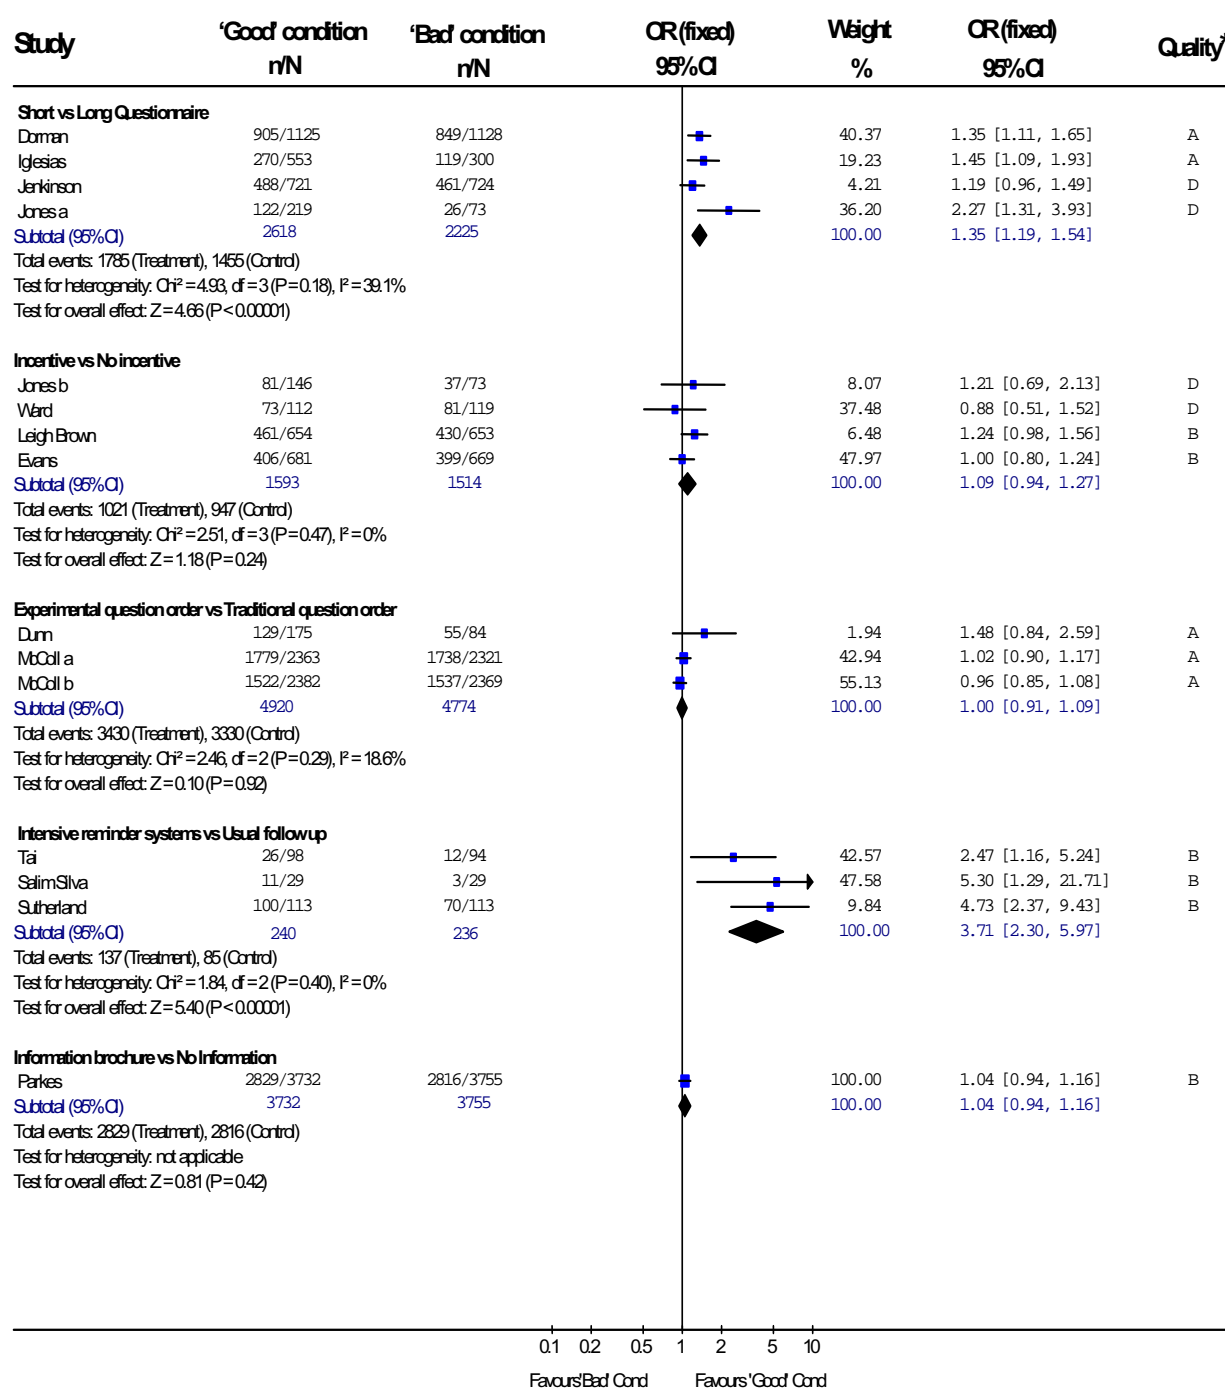 Study 'Good' condition n/N 'Bad' condition n/N OR (fixed) 95% CI Weight % OR (fixed) 95% CI Quality*
Short vs Long Questionnaire
Dorman 905/1125 849/1128 40.37 1.35 [1.11, 1.65] A
Iglesias 270/553 119/300 19.23 1.45 [1.09, 1.93] A
Jenkinson 488/721 461/724 4.21 1.19 [0.96, 1.49] D
Jones a 122/219 26/73 36.20 2.27 [1.31, 3.93] D
Subtotal (95% CI) 2618 2225 100.00 1.35 [1.19, 1.54]
Total events: 1785 (Treatment), 1455 (Control)
Test for heterogeneity: Chi² = 4.93, df = 3 (P = 0.18), I² = 39.1%
Test for overall effect: Z = 4.66 (P < 0.00001)
Incentive vs No incentive
Jones b 81/146 37/73 8.07 1.21 [0.69, 2.13] D
Ward 73/112 81/119 37.48 0.88 [0.51, 1.52] D
Leigh Brown 461/654 430/653 6.48 1.24 [0.98, 1.56] B
Evans 406/681 399/669 47.97 1.00 [0.80, 1.24] B
Subtotal (95% CI) 1593 1514 100.00 1.09 [0.94, 1.27]
Total events: 1021 (Treatment), 947 (Control)
Test for heterogeneity: Chi² = 2.51, df = 3 (P = 0.47), I² = 0%
Test for overall effect: Z = 1.18 (P = 0.24)
Experimental question order vs Traditional question order
Dunn 129/175 55/84 1.94 1.48 [0.84, 2.59] A
McColl a 1779/2363 1738/2321 42.94 1.02 [0.90, 1.17] A
McColl b 1522/2382 1537/2369 55.13 0.96 [0.85, 1.08] A
Subtotal (95% CI) 4920 4774 100.00 1.00 [0.91, 1.09]
Total events: 3430 (Treatment), 3330 (Control)
Test for heterogeneity: Chi² = 2.46, df = 2 (P = 0.29), I² = 18.6%
Test for overall effect: Z = 0.10 (P = 0.92)
Intensive reminder systems vs Usual follow up
Tai 26/98 12/94 42.57 2.47 [1.16, 5.24] B
Salim Silva 11/29 3/29 47.58 5.30 [1.29, 21.71] B
Sutherland 100/113 70/113 9.84 4.73 [2.37, 9.43] B
Subtotal (95% CI) 240 236 100.00 3.71 [2.30, 5.97]
Total events: 137 (Treatment), 85 (Control)
Test for heterogeneity: Chi² = 1.84, df = 2 (P = 0.40), I² = 0%
Test for overall effect: Z = 5.40 (P < 0.00001)
Information brochure vs No Information
Parkes 2829/3732 2816/3755 100.00 1.04 [0.94, 1.16] B
Subtotal (95% CI) 3732 3755 100.00 1.04 [0.94, 1.16]
Total events: 2829 (Treatment), 2816 (Control)
Test for heterogeneity: not applicable
Test for overall effect: Z = 0.81 (P = 0.42)
0.1 0.2 0.5 1 2 5 10
Favours 'Bad' Cond Favours 'Good' Cond